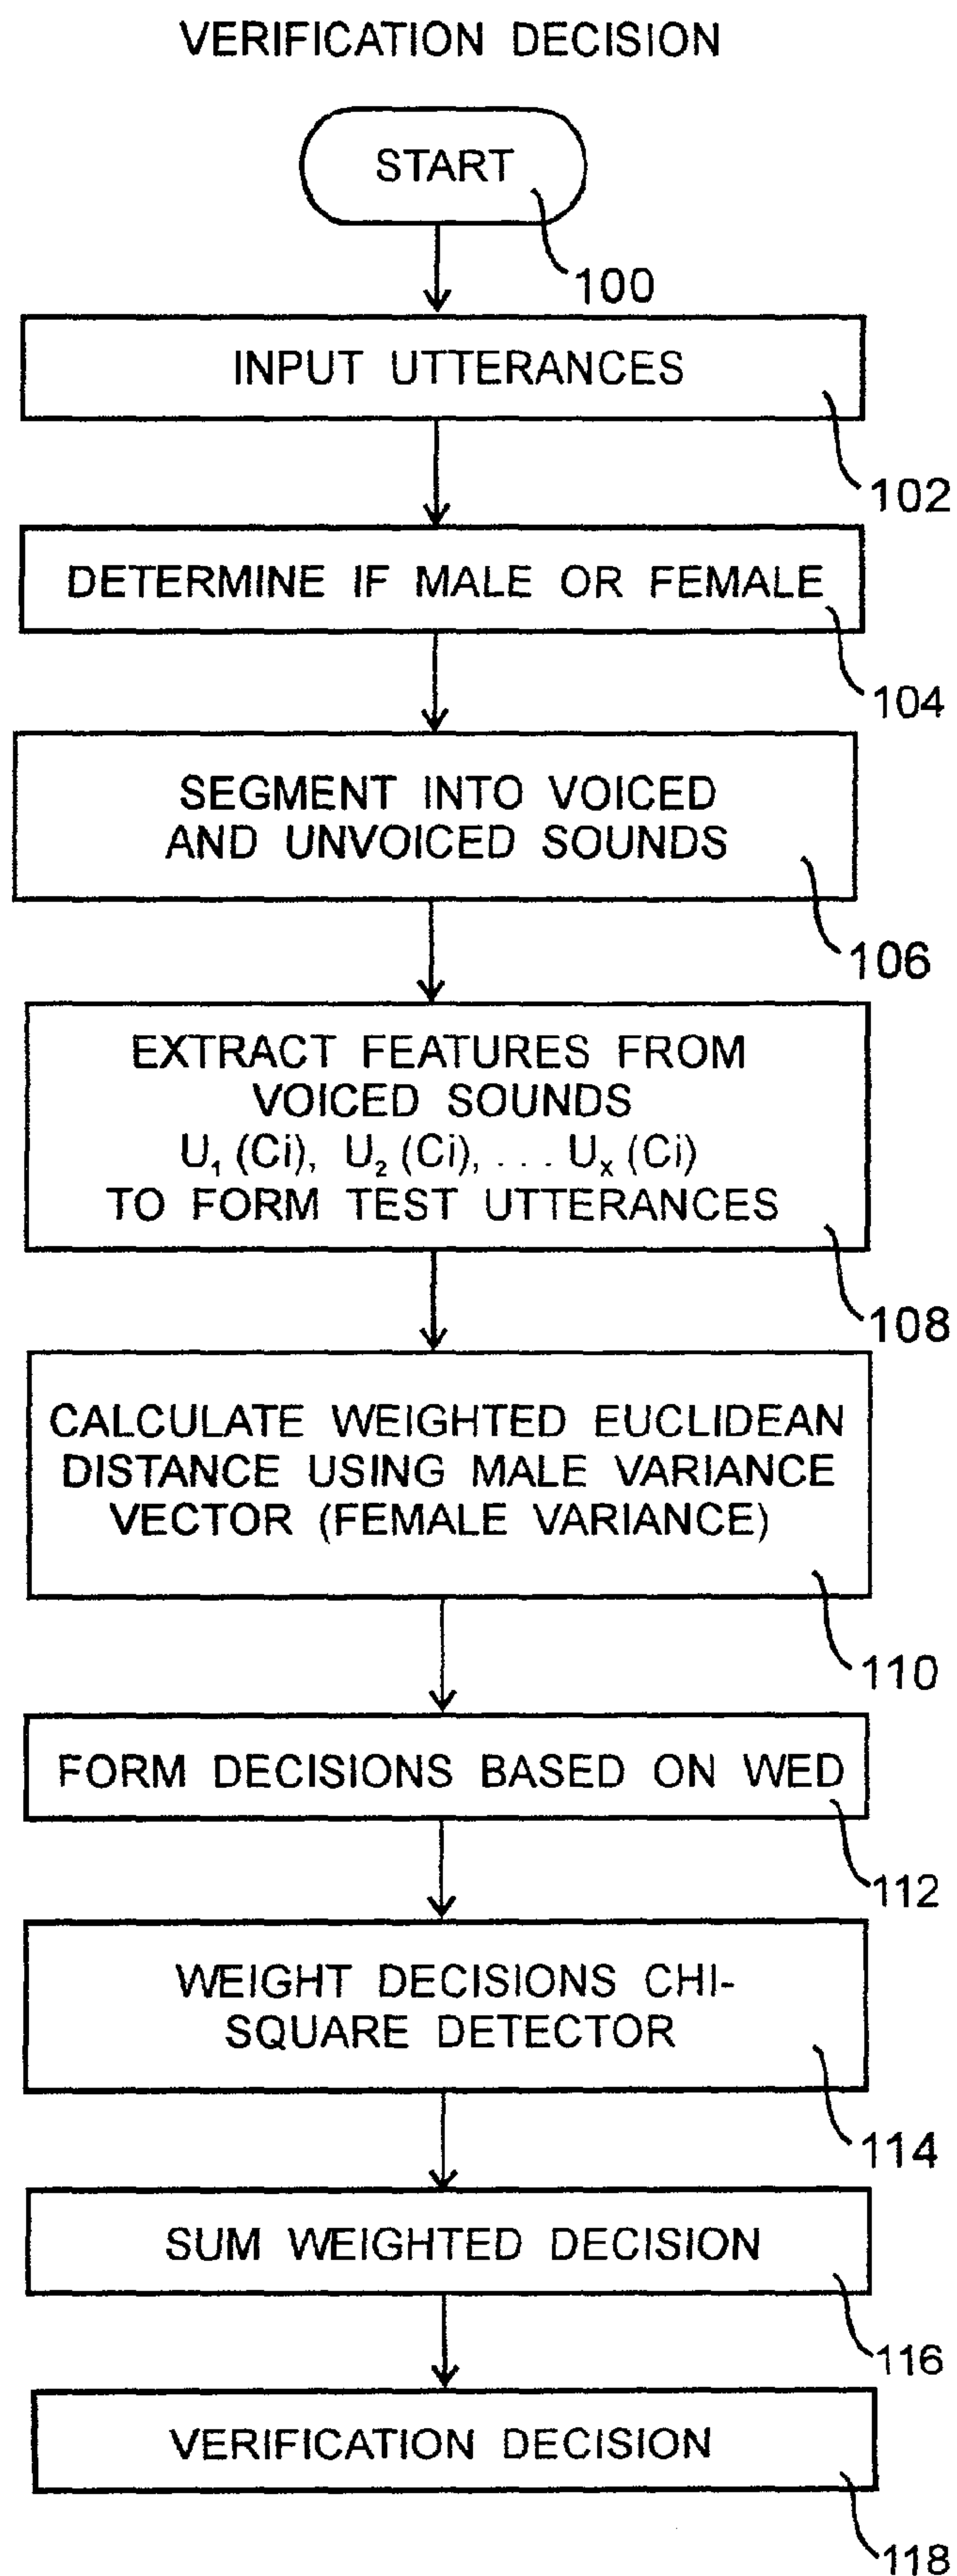 VERIFICATION DECISION
START
100
INPUT UTTERANCES
102
DETERMINE IF MALE OR FEMALE
104
SEGMENT INTO VOICED
AND UNVOICED SOUNDS
106
EXTRACT FEATURES FROM
VOICED SOUNDS
U₁ (Ci), U₂ (Ci), ... Uₓ (Ci)
TO FORM TEST UTTERANCES
108
CALCULATE WEIGHTED EUCLIDEAN
DISTANCE USING MALE VARIANCE
VECTOR (FEMALE VARIANCE)
110
FORM DECISIONS BASED ON WED
112
WEIGHT DECISIONS CHI-
SQUARE DETECTOR
114
SUM WEIGHTED DECISION
116
VERIFICATION DECISION
118